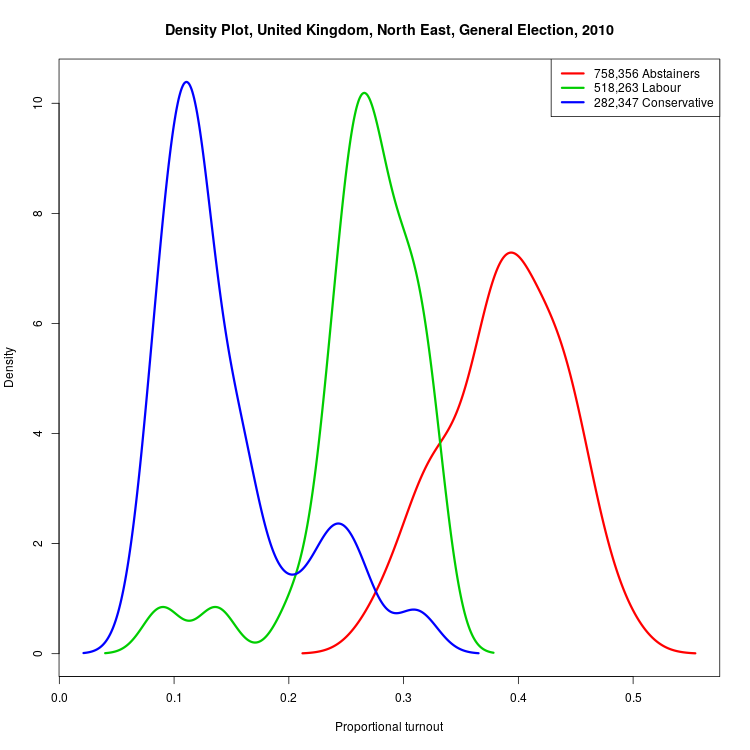 Density Plot, United Kingdom, North East, General Election, 2010
758,356 Abstainers
518,263 Labour
282,347 Conservative
Density
10
8
6
4
2
0
0.0 0.1 0.2 0.3 0.4 0.5
Proportional turnout